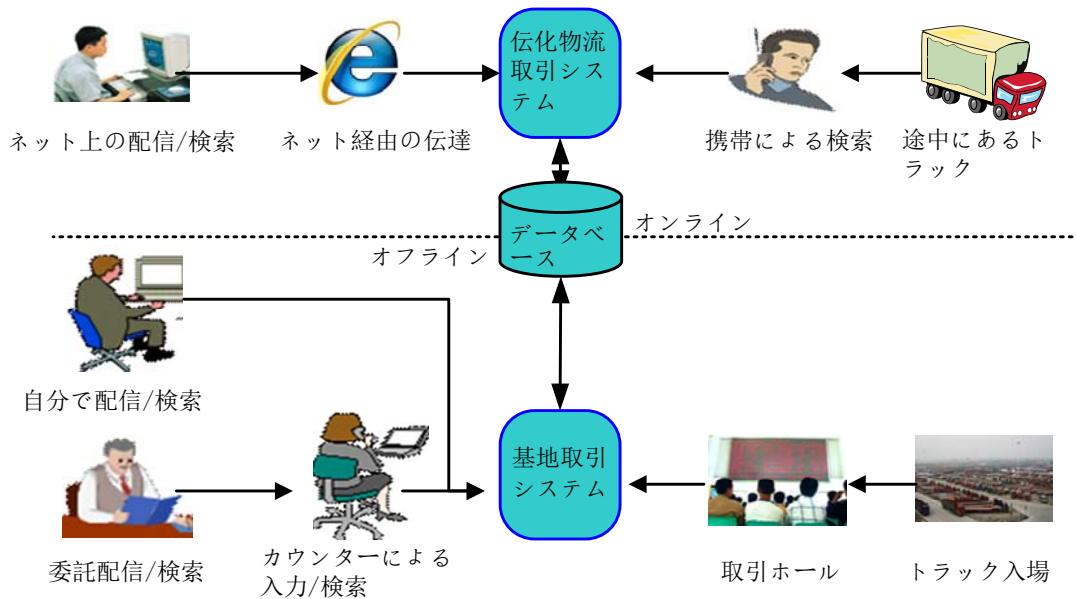 伝化物流
取引シス
テム
ネット上の配信/検索
ネット経由の伝達
携帯による検索
途中にあるト
ラック
オンライン
データベ
ース
オフライン
自分で配信/検索
基地取引
システム
委託配信/検索
カウンターによる
入力/検索
取引ホール
トラック入場